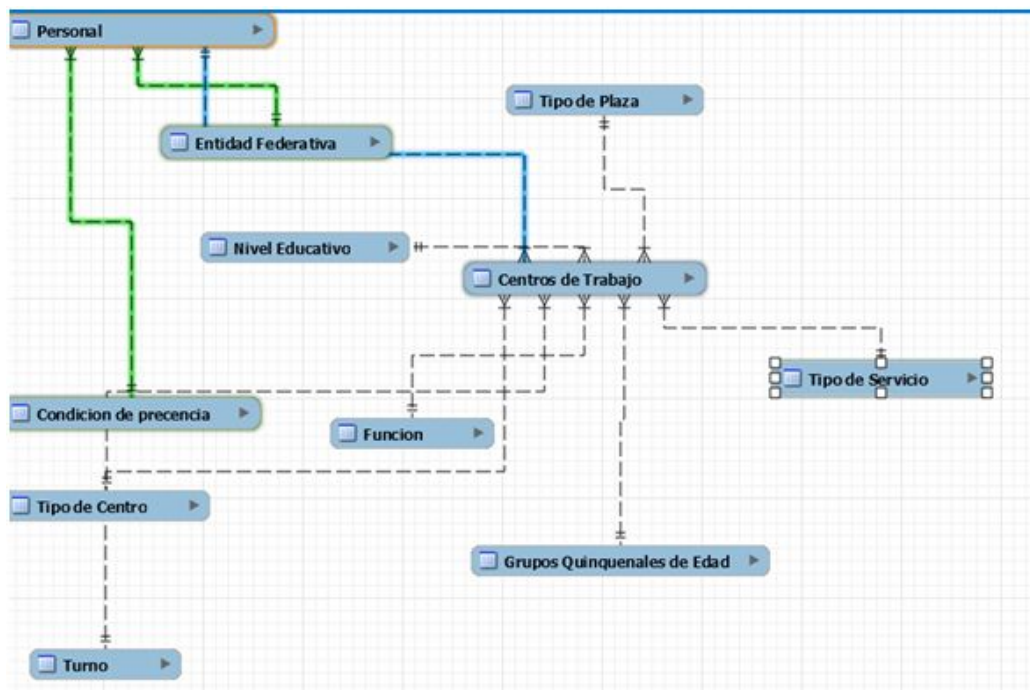 Personal
Tipo de Plaza
Entidad Federativa
Nivel Educativo
Centros de Trabajo
Tipo de Servicio
Condicion de precencia
Funcion
Tipo de Centro
Grupos Quinquenales de Edad
Turno